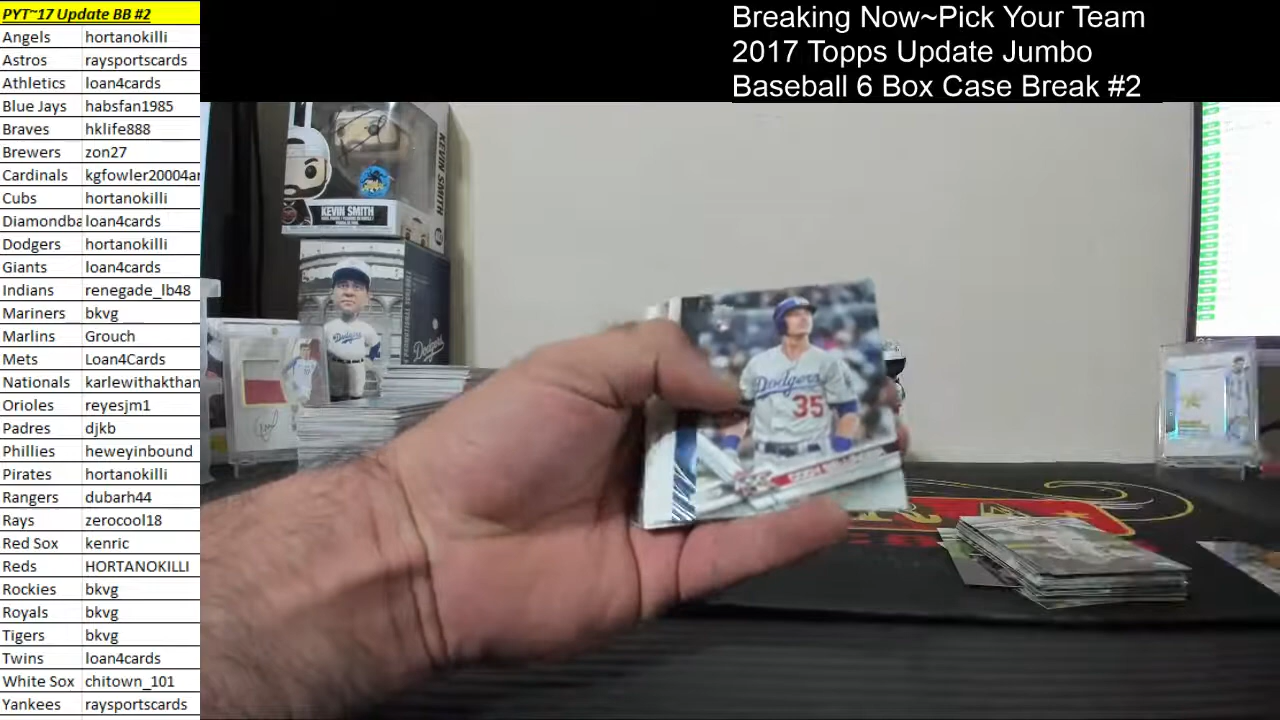 PYT~17 Update BB #2
Angels hortanokilli
Astros raysportscards
Athletics loan4cards
Blue Jays habsfan1985
Braves hklife888
Brewers zon27
Cardinals kgfowler20004ar
Cubs hortanokilli
Diamondba loan4cards
Dodgers hortanokilli
Giants loan4cards
Indians renegade_lb48
Mariners bkvg
Marlins Grouch
Mets Loan4Cards
Nationals karlewithakthan
Orioles reyesjm1
Padres djkb
Phillies heweyinbound
Pirates hortanokilli
Rangers dubarh44
Rays zerocool18
Red Sox kenric
Reds HORTANOKILLI
Rockies bkvg
Royals bkvg
Tigers bkvg
Twins loan4cards
White Sox chitown_101
Yankees raysportscards
Breaking Now~Pick Your Team
2017 Topps Update Jumbo
Baseball 6 Box Case Break #2
KEVIN SMITH
KEVIN SMITH
Dodgers
Dodgers
Dodgers
35